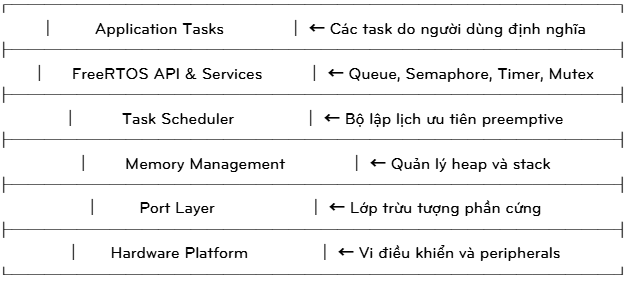 Application Tasks ← Các task do người dùng định nghĩa
FreeRTOS API & Services ← Queue, Semaphore, Timer, Mutex
Task Scheduler ← Bộ lập lịch ưu tiên preemptive
Memory Management ← Quản lý heap và stack
Port Layer ← Lớp trừu tượng phần cứng
Hardware Platform ← Vi điều khiển và peripherals